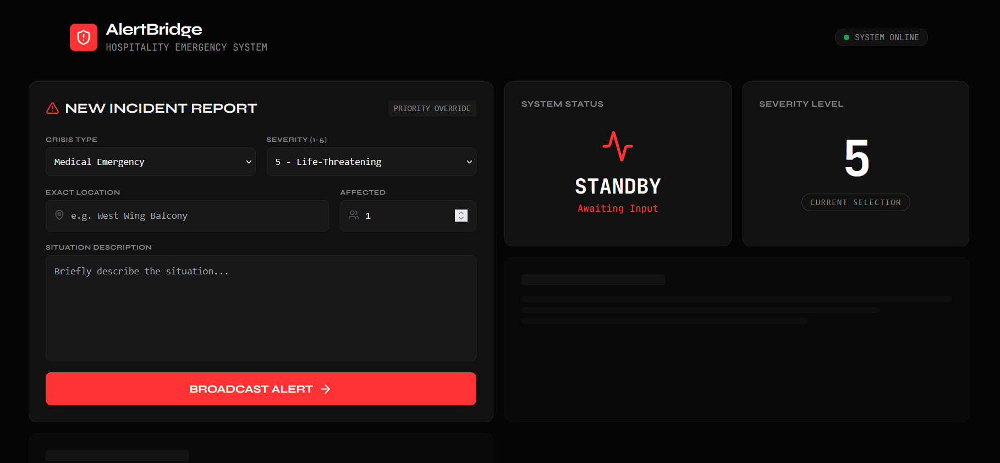 AlertBridge
HOSPITALITY EMERGENCY SYSTEM
SYSTEM ONLINE
NEW INCIDENT REPORT
PRIORITY OVERRIDE
CRISIS TYPE
SEVERITY (1-5)
Medical Emergency
5 - Life-Threatening
EXACT LOCATION
AFFECTED
e.g. West Wing Balcony
1
SITUATION DESCRIPTION
Briefly describe the situation...
BROADCAST ALERT →
SYSTEM STATUS
STANDBY
Awaiting Input
SEVERITY LEVEL
5
CURRENT SELECTION